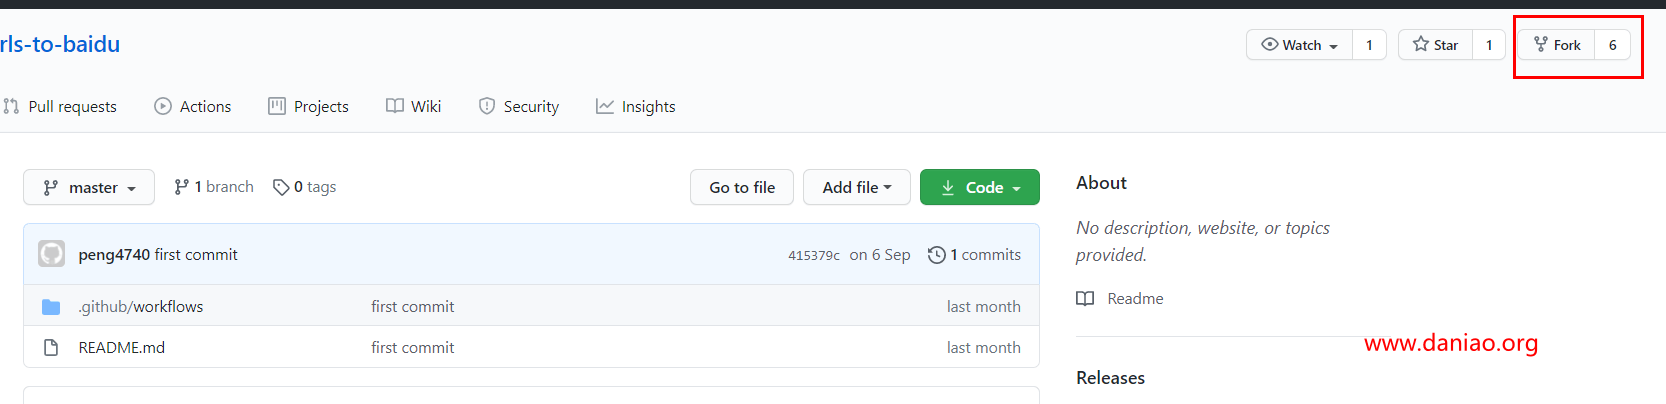 rls-to-baidu
Watch 1 Star 1 Fork 6
Pull requests Actions Projects Wiki Security Insights
master 1 branch 0 tags Go to file Add file Code
About
No description, website, or topics
provided.
peng4740 first commit 415379c on 6 Sep 1 commits
.github/workflows first commit last month
Readme
README.md first commit last month
www.daniao.org
Releases